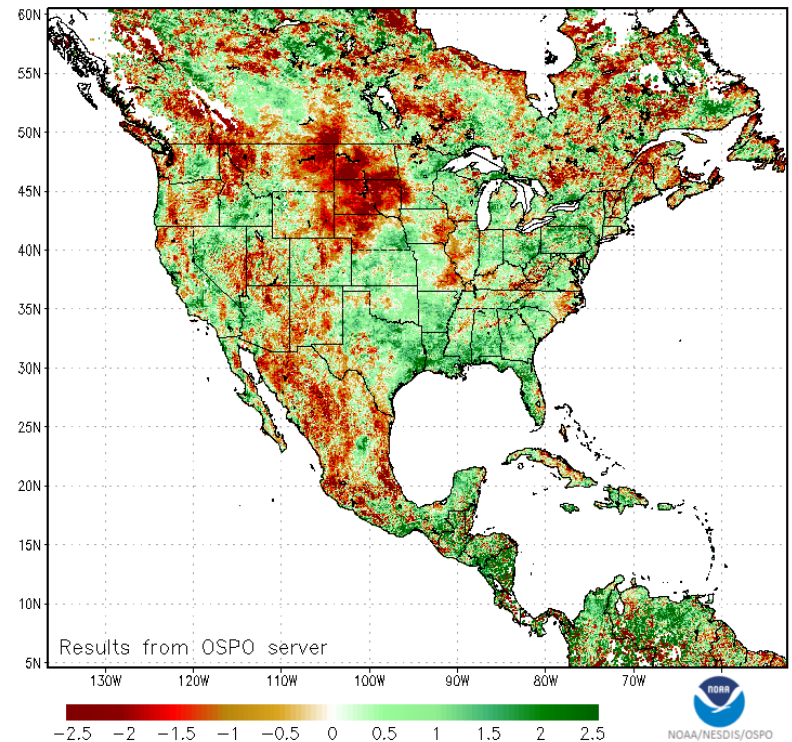 60N
55N
50N
45N
40N
35N
30N
25N
20N
15N
10N
5N
Results from OSPO server
130W 120W 110W 100W 90W 80W 70W
-2.5 -2 -1.5 -1 -0.5 0 0.5 1 1.5 2 2.5
NOAA
NOAA/NESDIS/OSPO